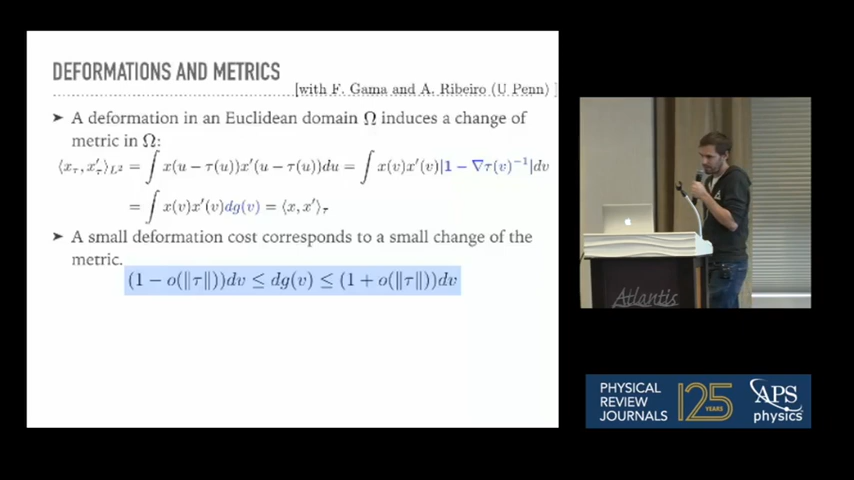 DEFORMATIONS AND METRICS
[with F. Gama and A. Ribeiro (U Penn) ]
➤ A deformation in an Euclidean domain Ω induces a change of
metric in Ω:
⟨x_τ, x'_τ⟩_{L²} = ∫ x(u − τ(u))x'(u − τ(u))du = ∫ x(v)x'(v)|1 − ∇τ(v)^{−1}|dv
= ∫ x(v)x'(v)dg(v) = ⟨x, x'⟩_τ
➤ A small deformation cost corresponds to a small change of the
metric.
(1 − o(‖τ‖))dv ≤ dg(v) ≤ (1 + o(‖τ‖))dv
Atlantis
PHYSICAL
REVIEW
JOURNALS
125
YEARS
APS
physics